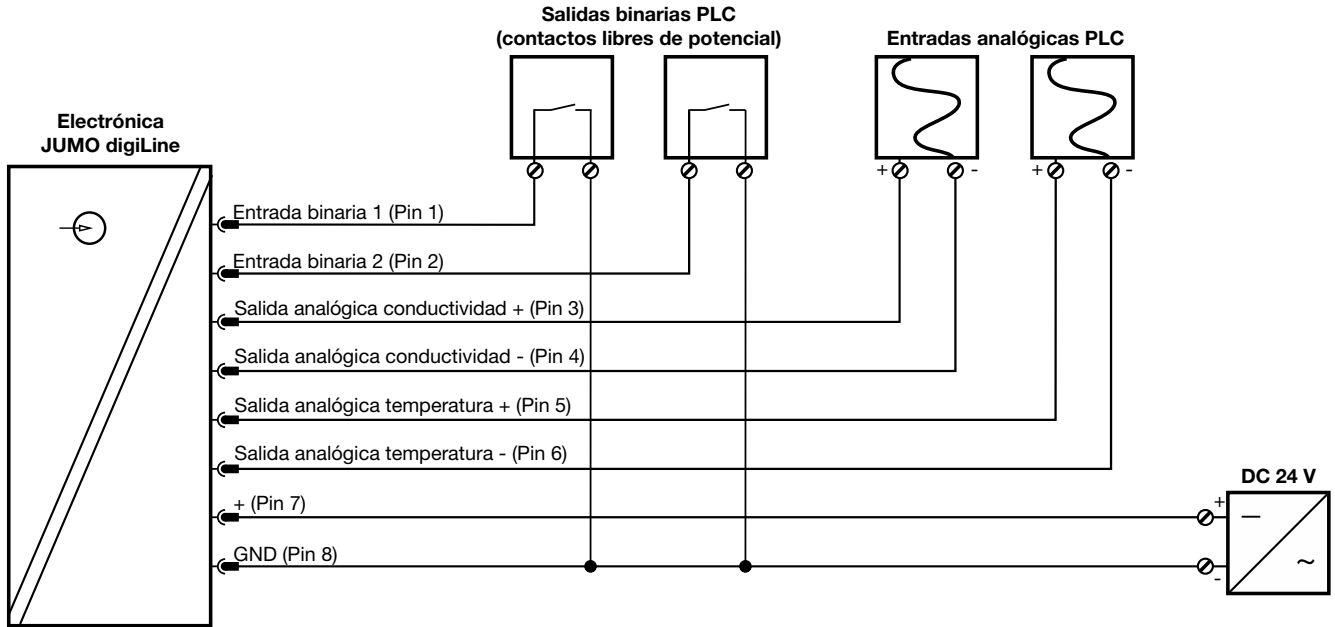 Salidas binarias PLC
(contactos libres de potencial)
Entradas analógicas PLC
Electrónica
JUMO digiLine
+ - + -
Entrada binaria 1 (Pin 1)
Entrada binaria 2 (Pin 2)
Salida analógica conductividad + (Pin 3)
Salida analógica conductividad - (Pin 4)
Salida analógica temperatura + (Pin 5)
Salida analógica temperatura - (Pin 6)
DC 24 V
+ (Pin 7)
+
GND (Pin 8)
-
~